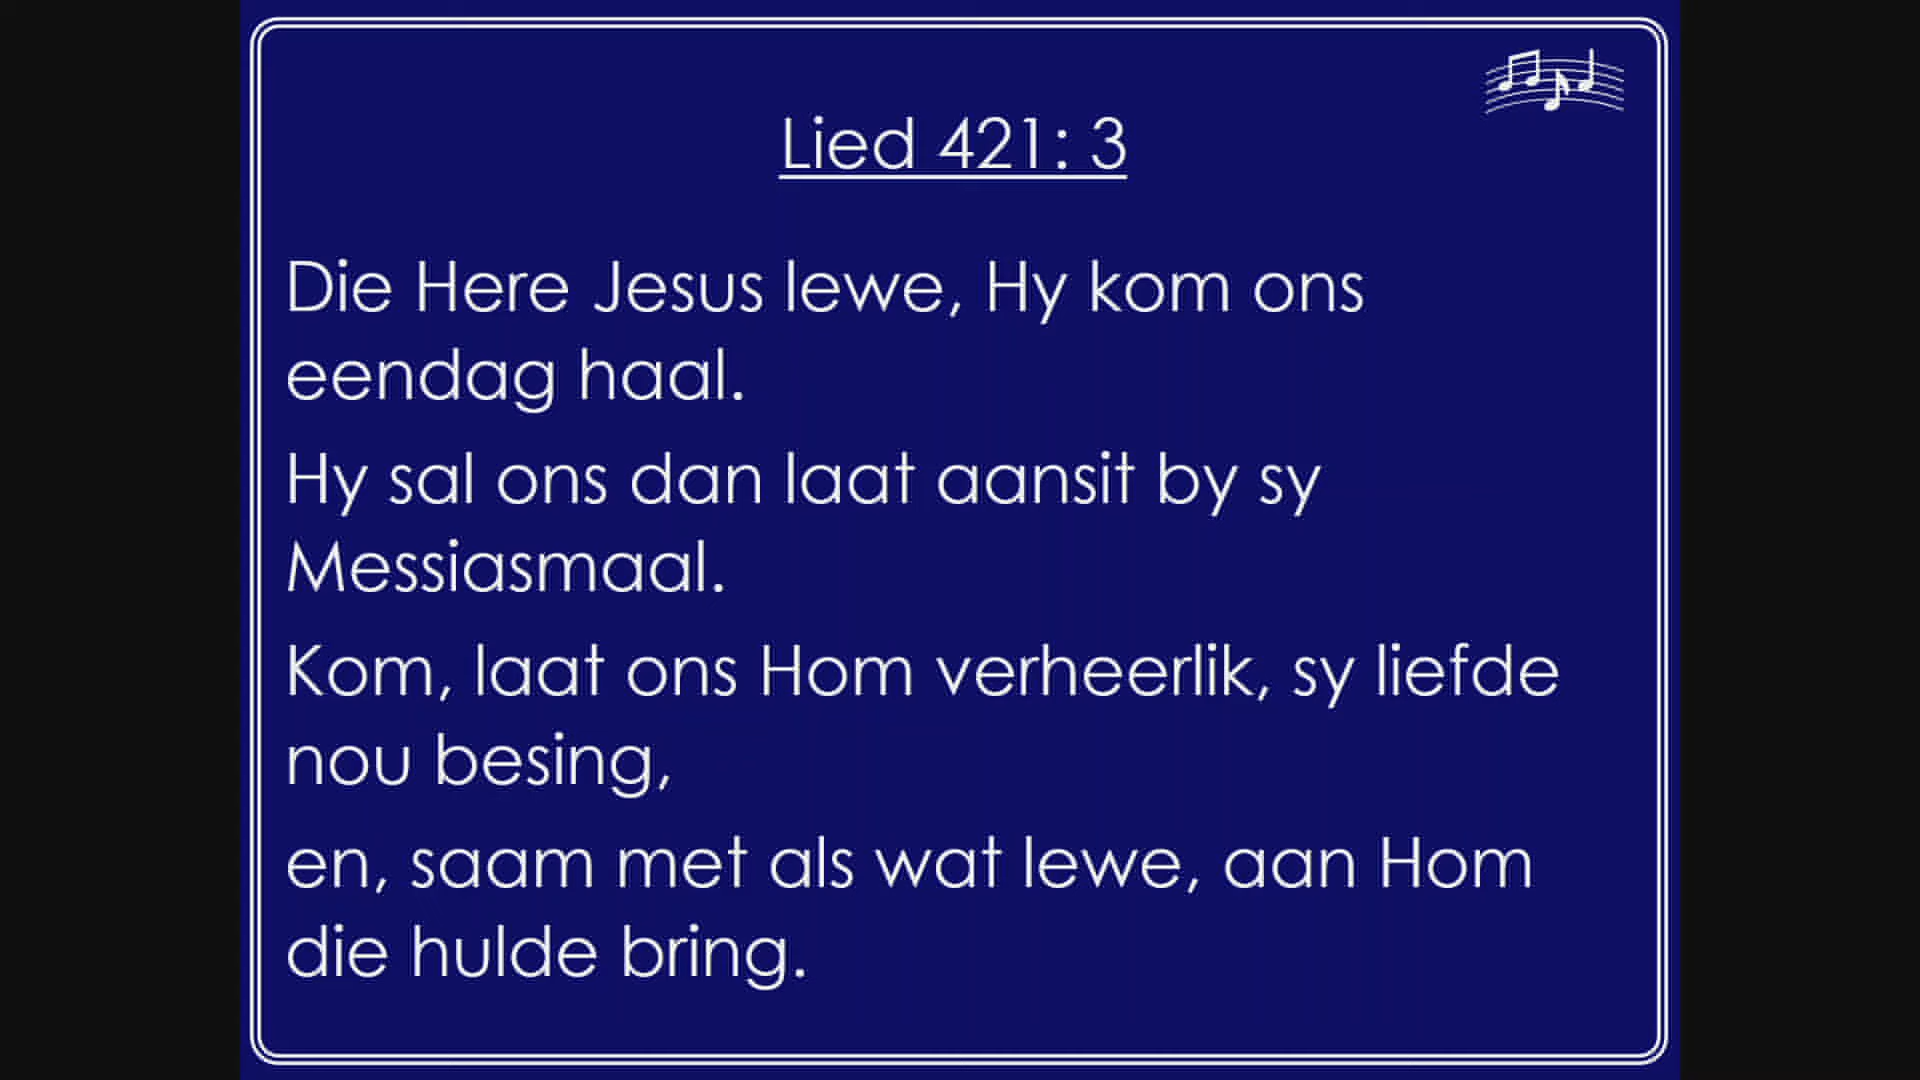 Lied 421: 3
Die Here Jesus lewe, Hy kom ons
eendag haal.
Hy sal ons dan laat aansit by sy
Messiasmaal.
Kom, laat ons Hom verheerlik, sy liefde
nou besing,
en, saam met als wat lewe, aan Hom
die hulde bring.